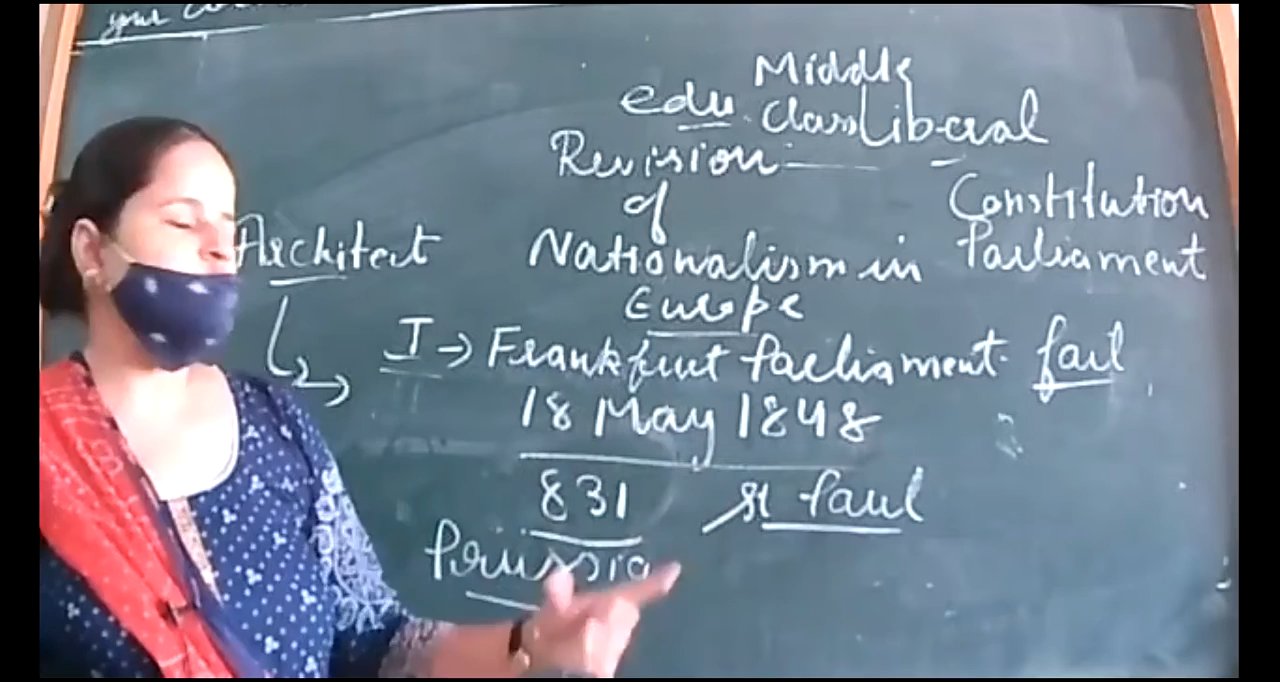 your
Middle
edu. Class Liberal
Revision:-
of
Constitution
Architect
Nationalism in
Parliament
Europe
I → Frankfurt Parliament fail
18 May 1848
831
St Paul
Prussia